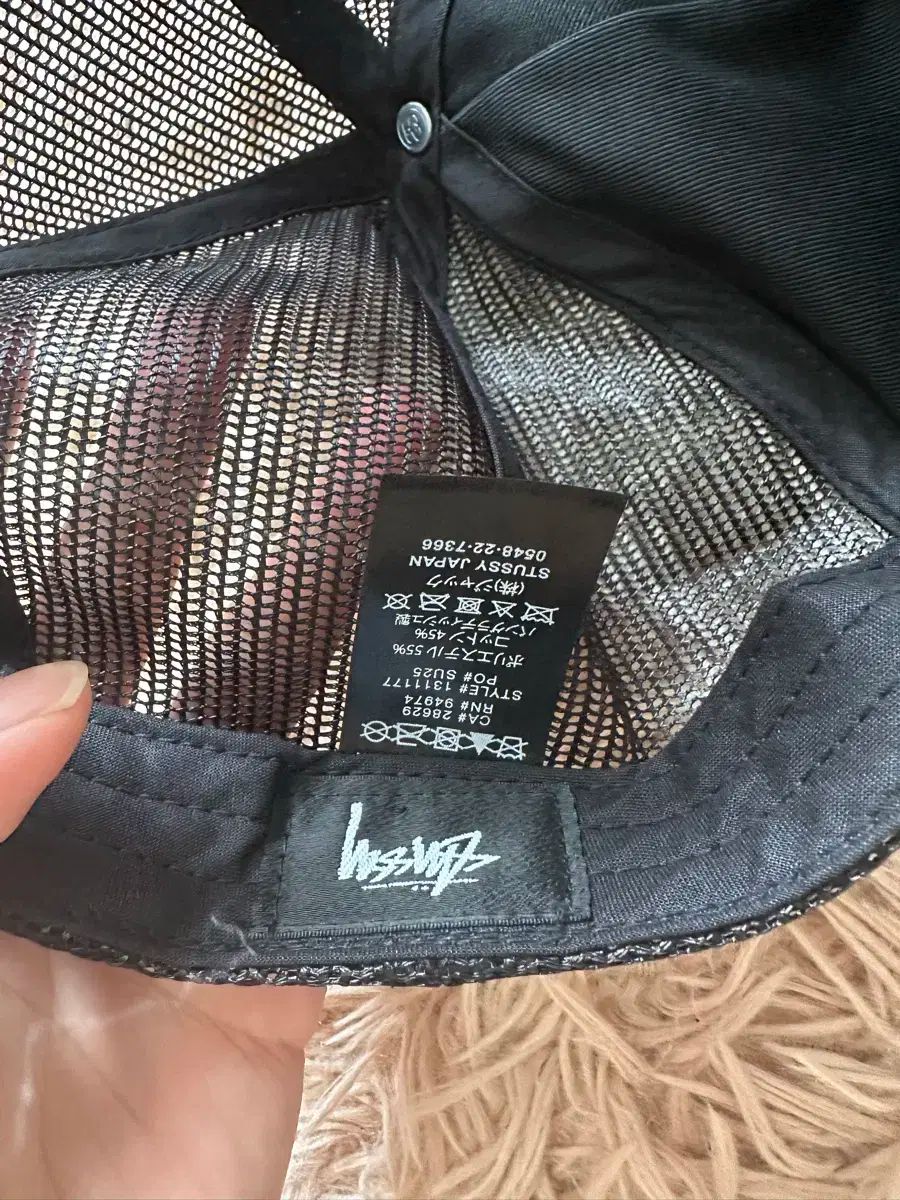 CA# 28629
RN# 94974
STYLE# 1311177
PO# SU25
ポリエステル 55%
コットン 45%
バングラディッシュ製
(株)ジャック
STUSSY JAPAN
0548-22-7366
Stüssy